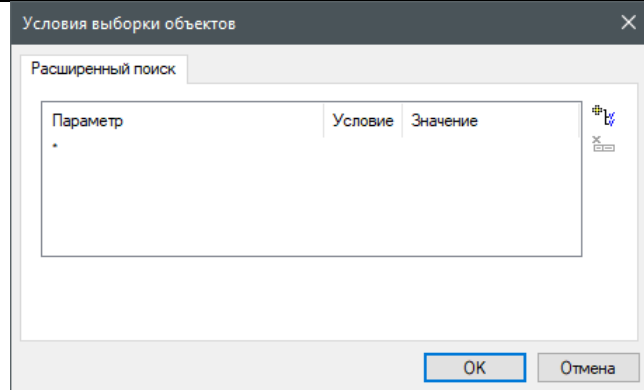 Условия выборки объектов
Расширенный поиск
Параметр Условие Значение
*
OK Отмена